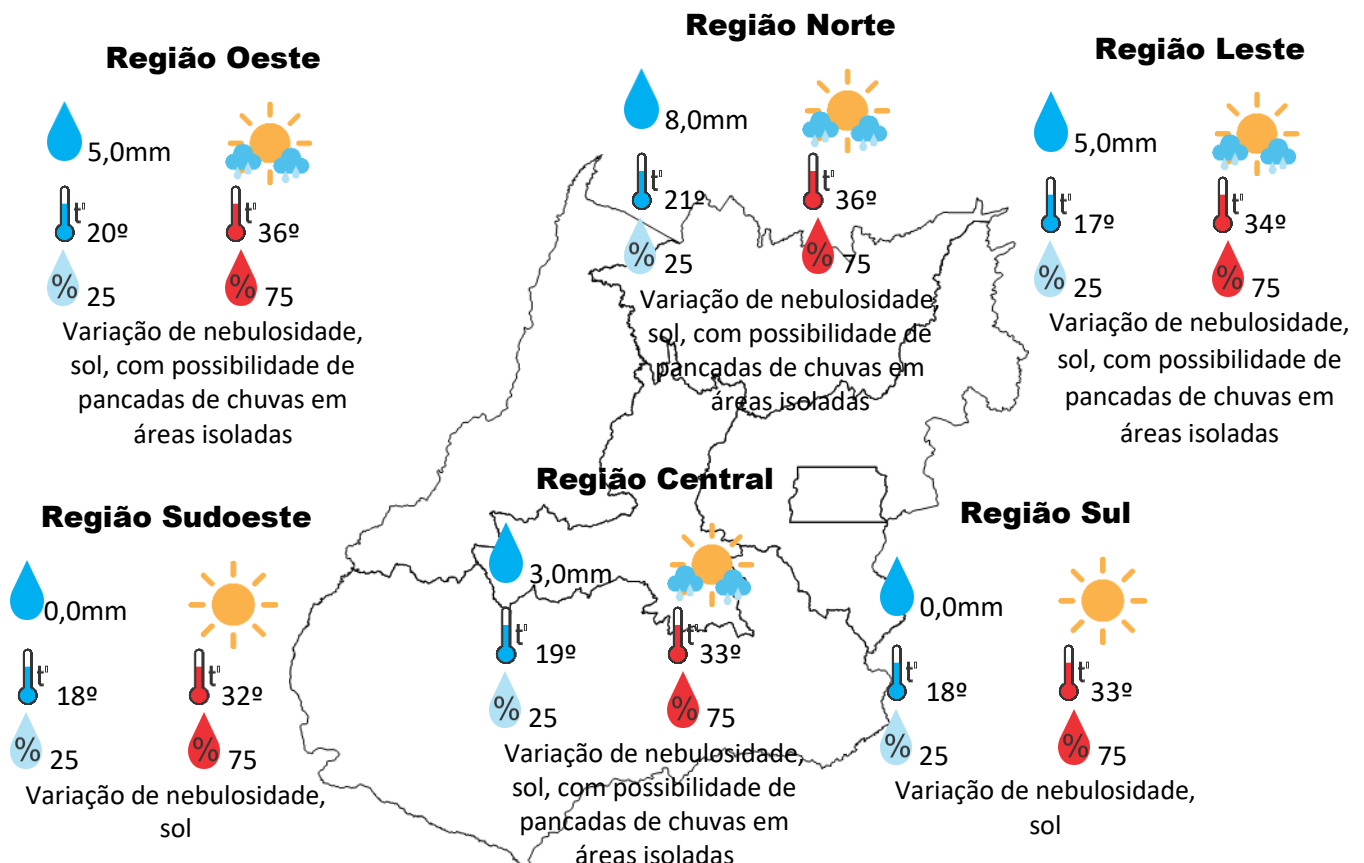 Região Oeste
5,0mm
t°
20º
t°
36º
%
25
%
75
Variação de nebulosidade,
sol, com possibilidade de
pancadas de chuvas em
áreas isoladas
Região Norte
8,0mm
t°
21º
t°
36º
%
25
%
75
Variação de nebulosidade,
sol, com possibilidade de
pancadas de chuvas em
áreas isoladas
Região Leste
5,0mm
t°
17º
t°
34º
%
25
%
75
Variação de nebulosidade,
sol, com possibilidade de
pancadas de chuvas em
áreas isoladas
Região Sudoeste
0,0mm
t°
18º
t°
32º
%
25
%
75
Variação de nebulosidade,
sol
Região Central
3,0mm
t°
19º
t°
33º
%
25
%
75
Variação de nebulosidade,
sol, com possibilidade de
pancadas de chuvas em
áreas isoladas
Região Sul
0,0mm
t°
18º
t°
33º
%
25
%
75
Variação de nebulosidade,
sol